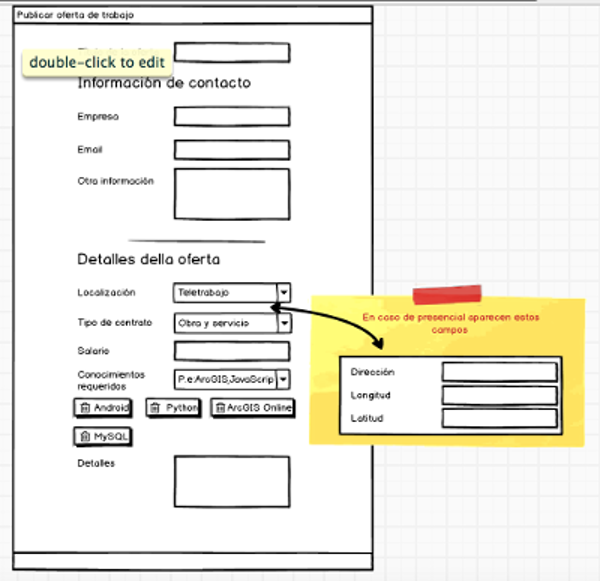 Publicar oferta de trabajo
double-click to edit
Información de contacto
Empresa
Email
Otra información
Detalles della oferta
Localización
Teletrabajo
Tipo de contrato
Obra y servicio
Salario
Conocimientos
requeridos
P.e:ArcGIS,JavaScrip
Android
Python
ArcGIS Online
MySQL
Detalles
En caso de presencial aparecen estos
campos
Dirección
Longitud
Latitud